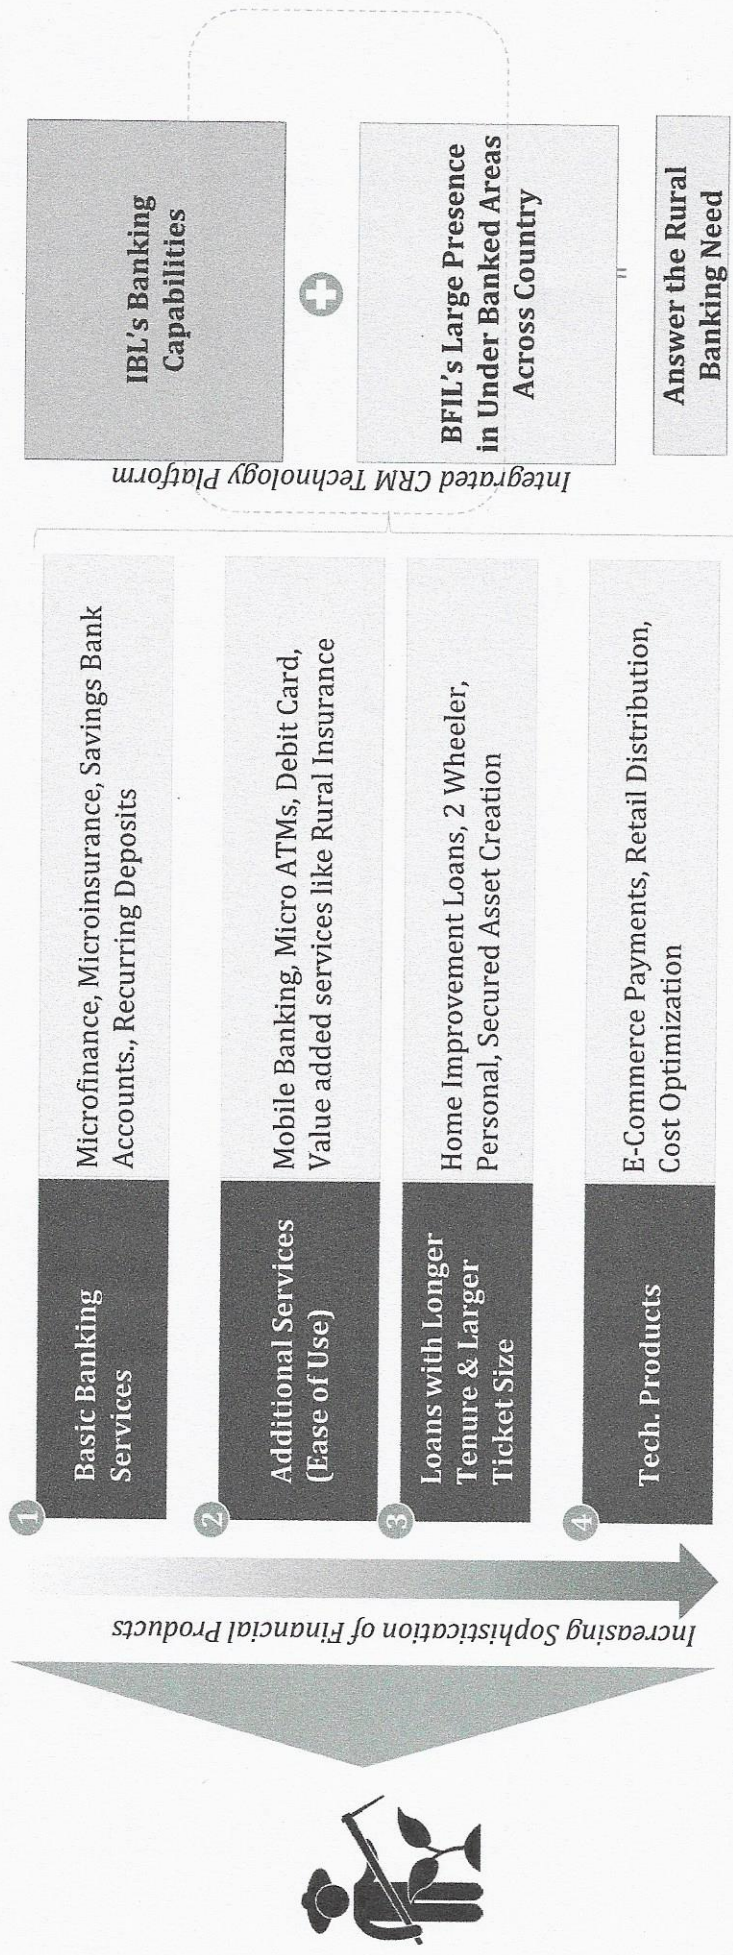 Increasing Sophistication of Financial Products
1
Basic Banking
Services
Microfinance, Microinsurance, Savings Bank
Accounts., Recurring Deposits
2
Additional Services
(Ease of Use)
Mobile Banking, Micro ATMs, Debit Card,
Value added services like Rural Insurance
3
Loans with Longer
Tenure & Larger
Ticket Size
Home Improvement Loans, 2 Wheeler,
Personal, Secured Asset Creation
4
Tech. Products
E-Commerce Payments, Retail Distribution,
Cost Optimization
Integrated CRM Technology Platform
IBL's Banking
Capabilities
+
BFIL's Large Presence
in Under Banked Areas
Across Country
=
Answer the Rural
Banking Need